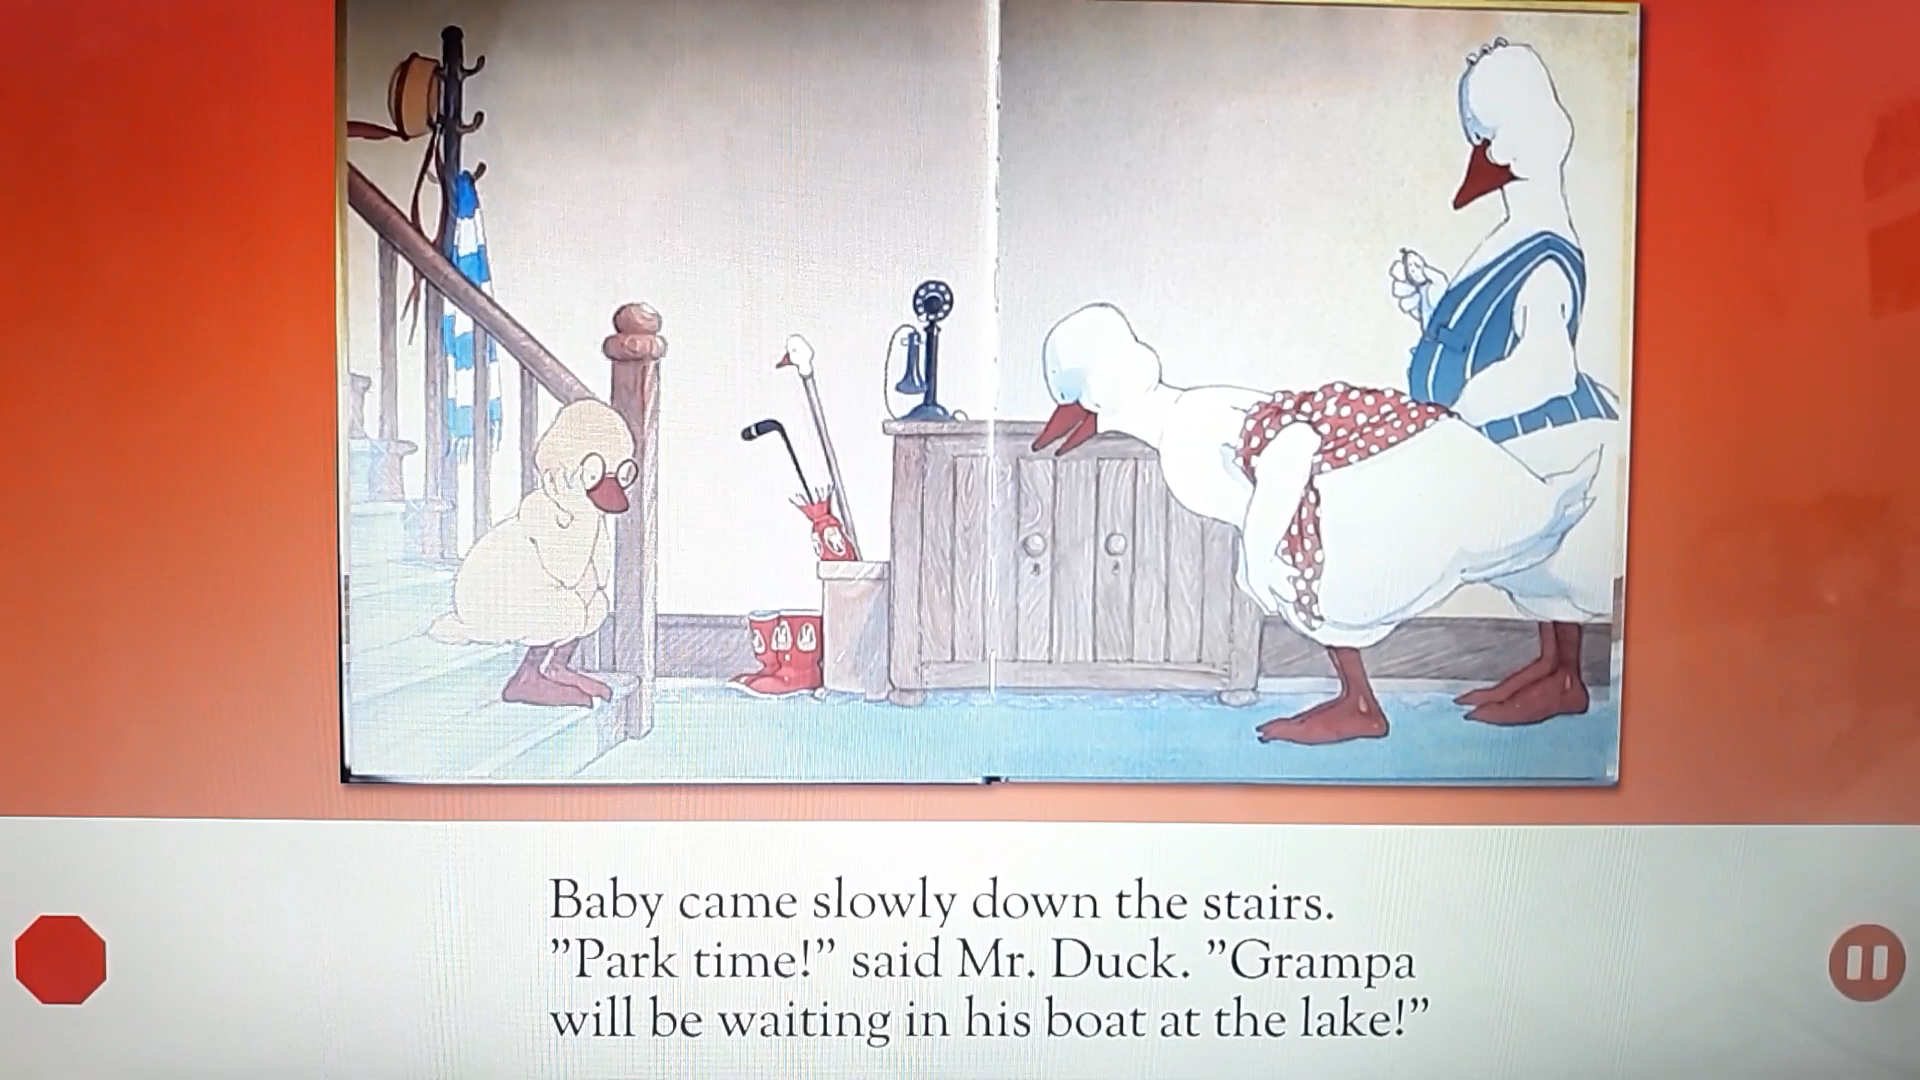 Baby came slowly down the stairs.
”Park time!” said Mr. Duck. ”Grampa
will be waiting in his boat at the lake!”